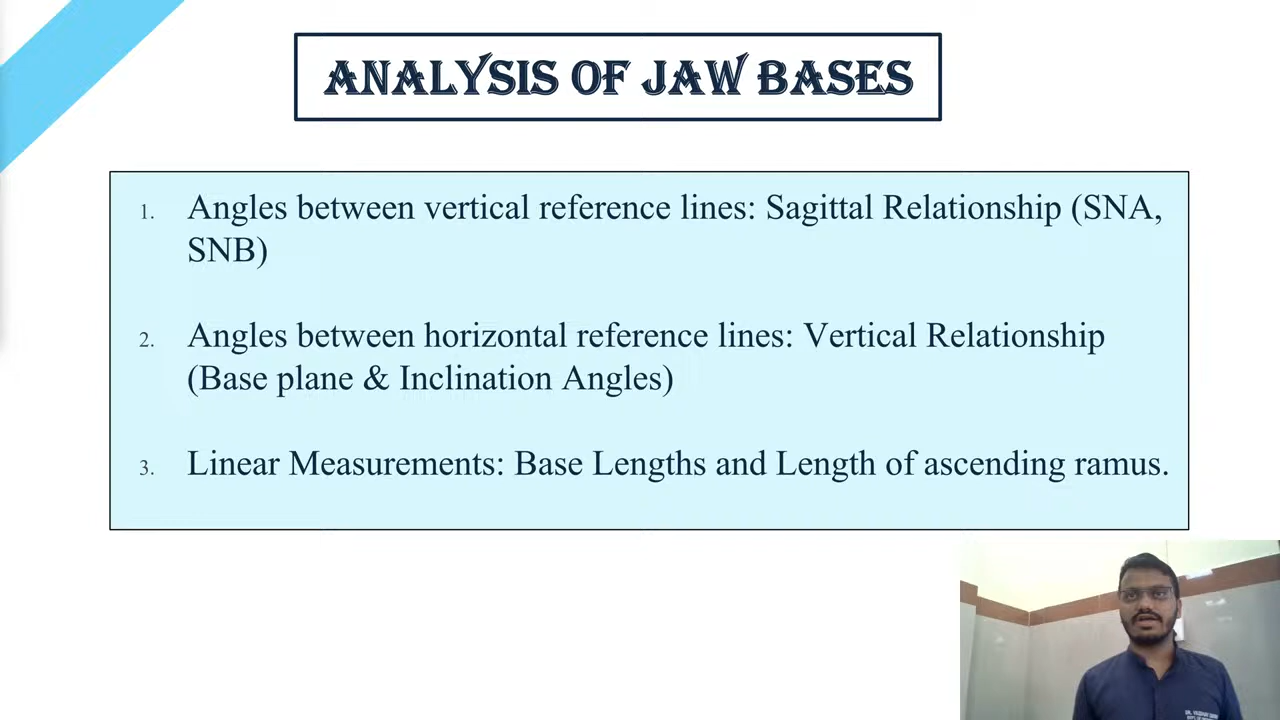 ANALYSIS OF JAW BASES
1. Angles between vertical reference lines: Sagittal Relationship (SNA,
SNB)
2. Angles between horizontal reference lines: Vertical Relationship
(Base plane & Inclination Angles)
3. Linear Measurements: Base Lengths and Length of ascending ramus.